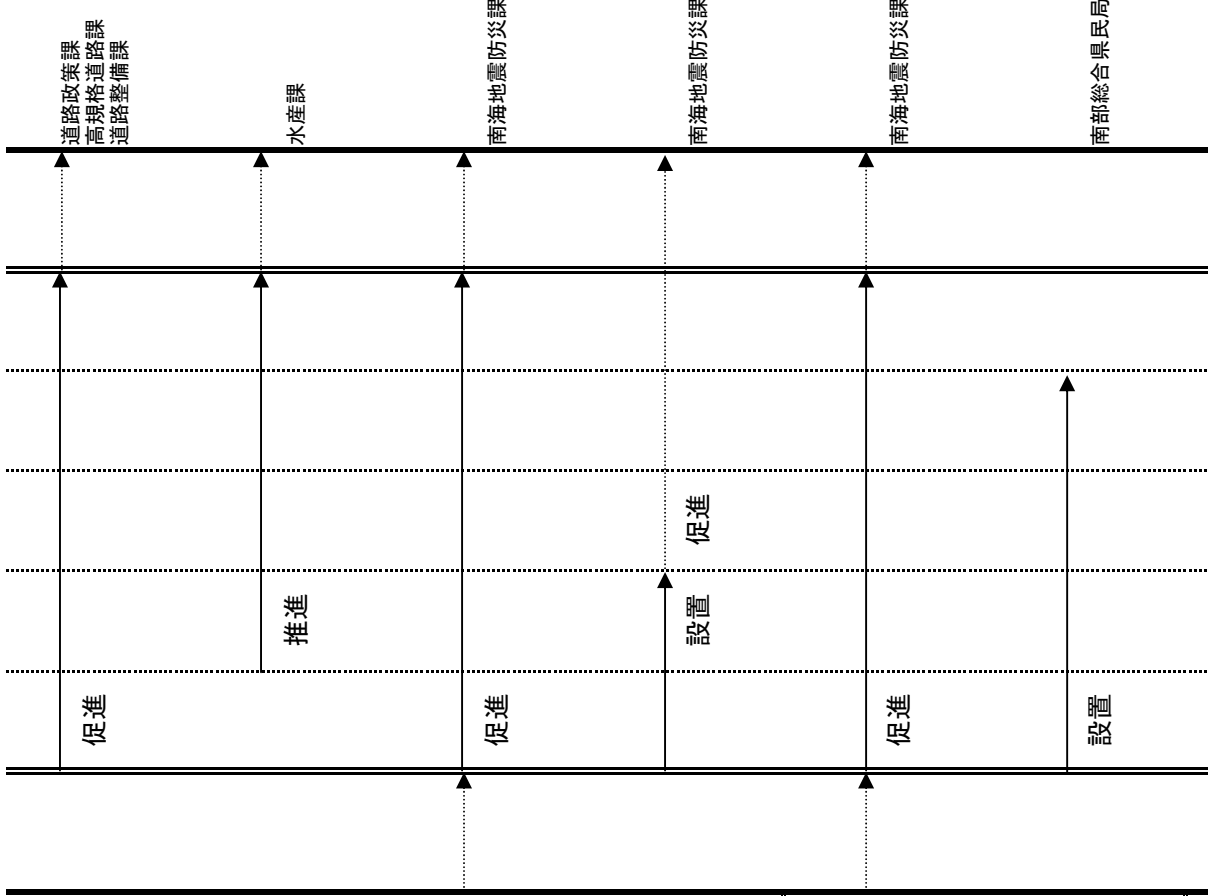 道路政策課
高規格道路課
道路整備課
促進
水産課
推進
南海地震防災課
促進
南海地震防災課
設置
促進
南海地震防災課
促進
南部総合県民局
設置